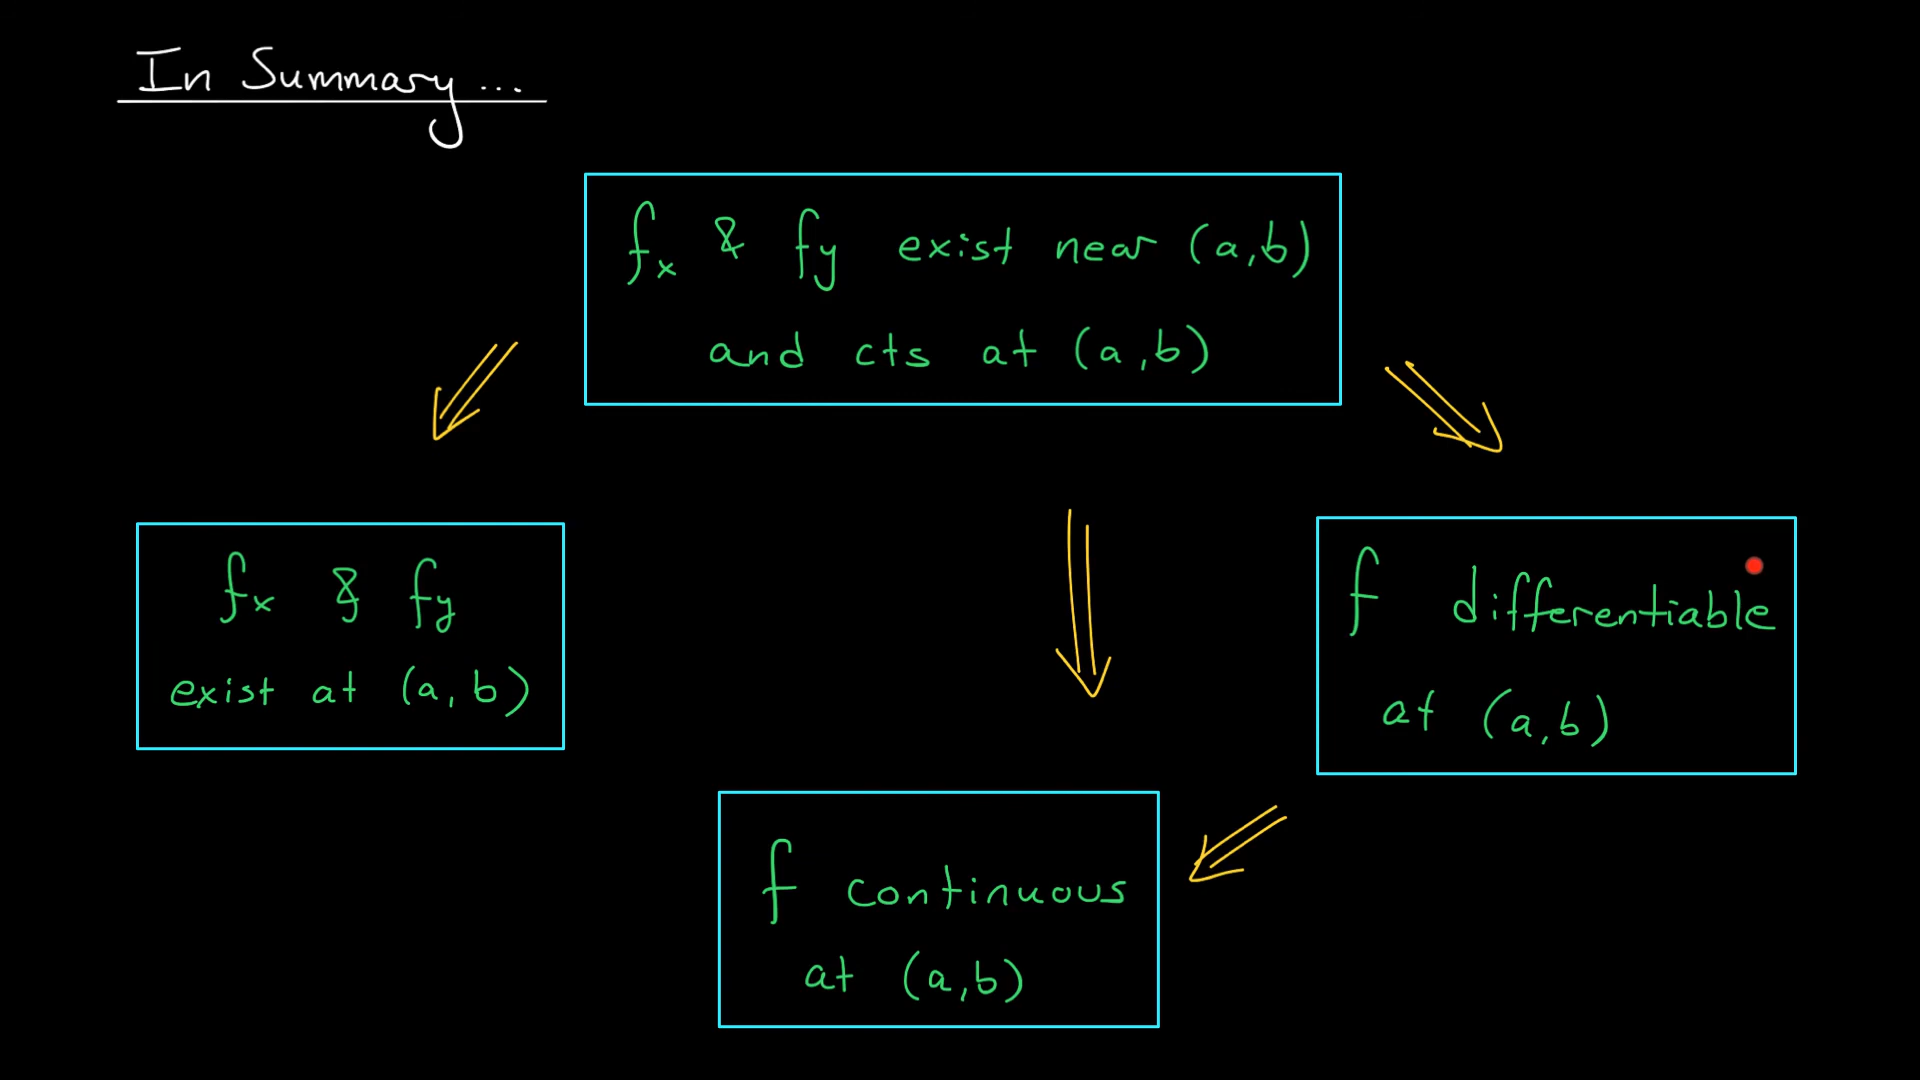 In Summary...
fx & fy exist near (a,b)
and cts at (a,b)
fx & fy
exist at (a,b)
f differentiable
at (a,b)
f continuous
at (a,b)